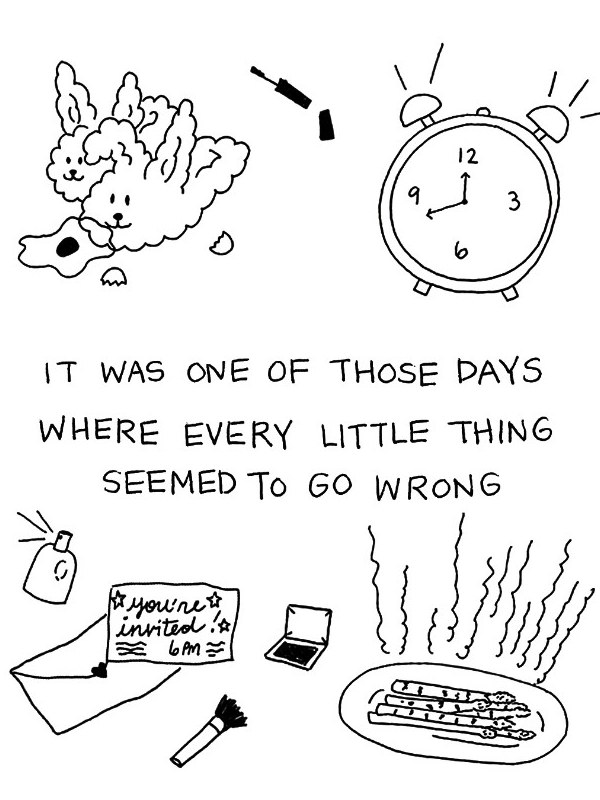 12
9
3
6
IT WAS ONE OF THOSE DAYS
WHERE EVERY LITTLE THING
SEEMED TO GO WRONG
you're
invited!
6PM